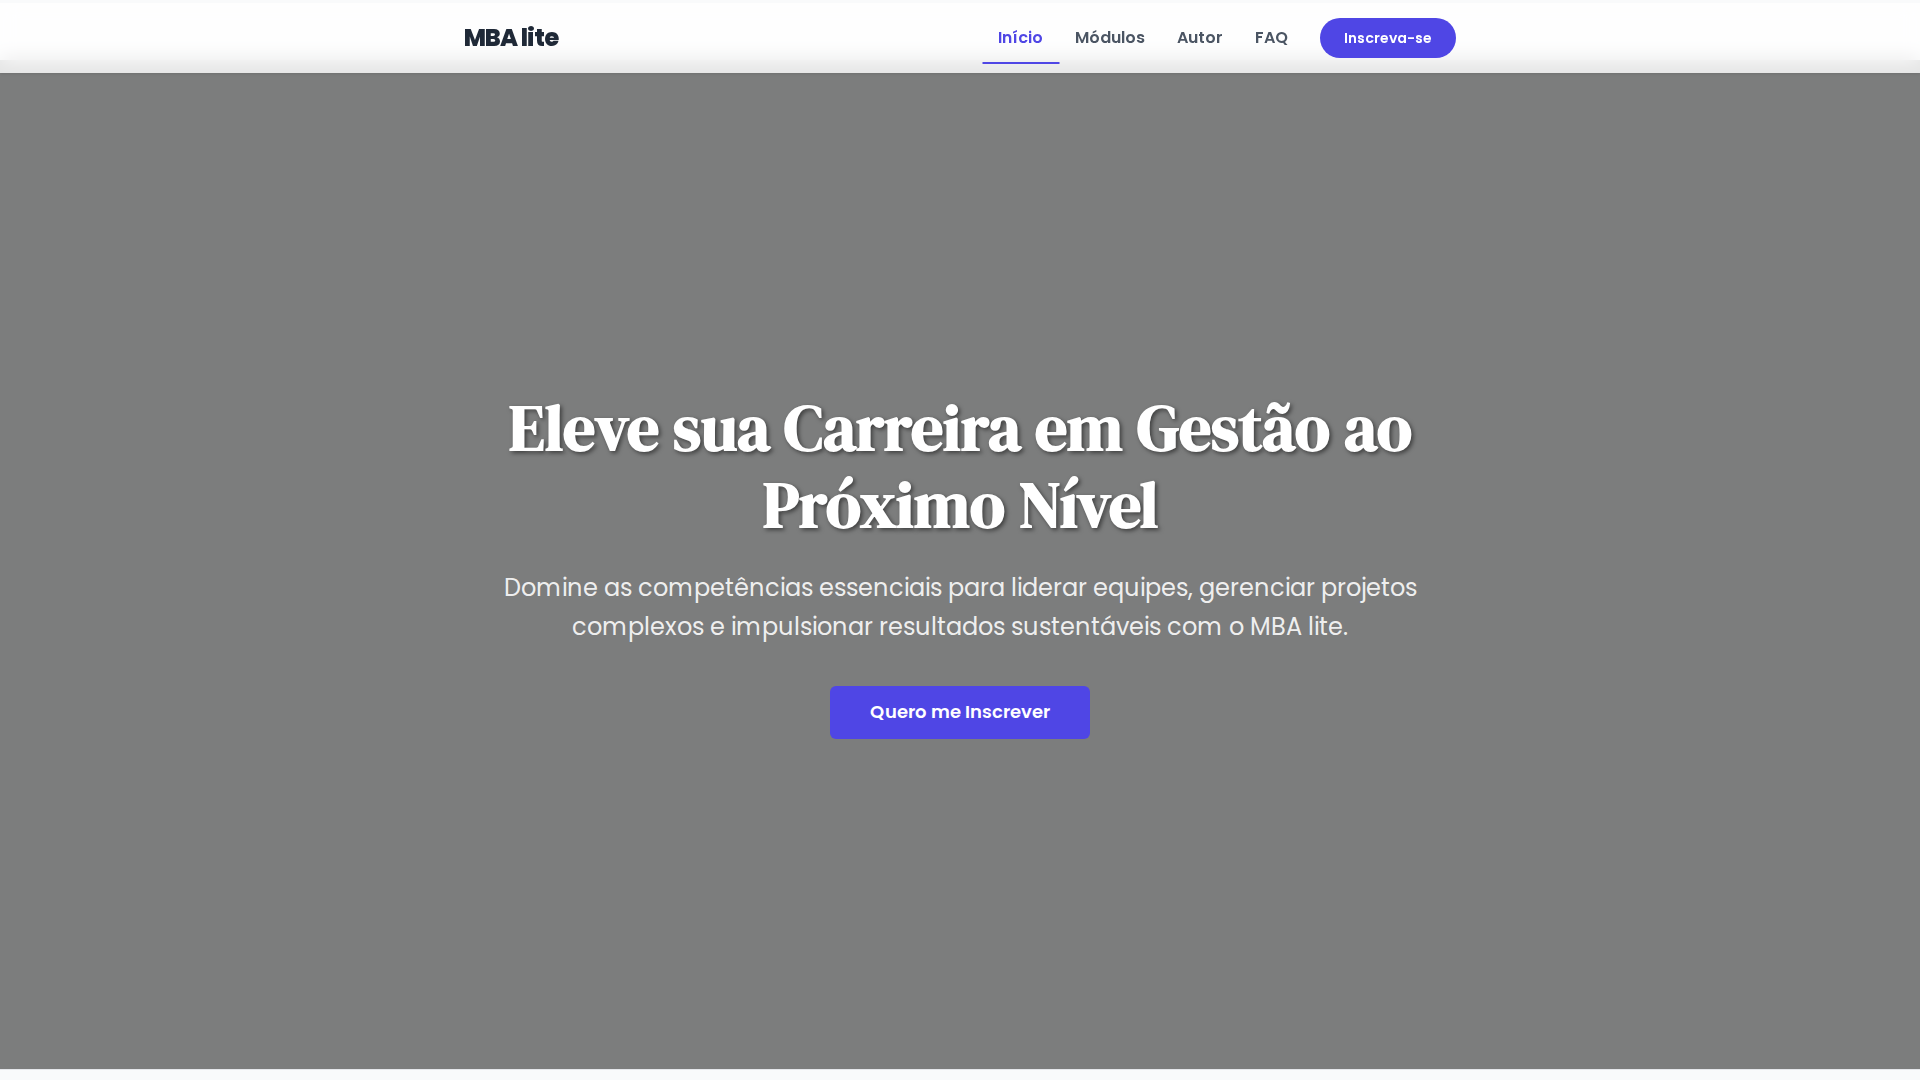 MBA lite
Início
Módulos
Autor
FAQ
Inscreva-se
Eleve sua Carreira em Gestão ao
Próximo Nível
Domine as competências essenciais para liderar equipes, gerenciar projetos
complexos e impulsionar resultados sustentáveis com o MBA lite.
Quero me Inscrever